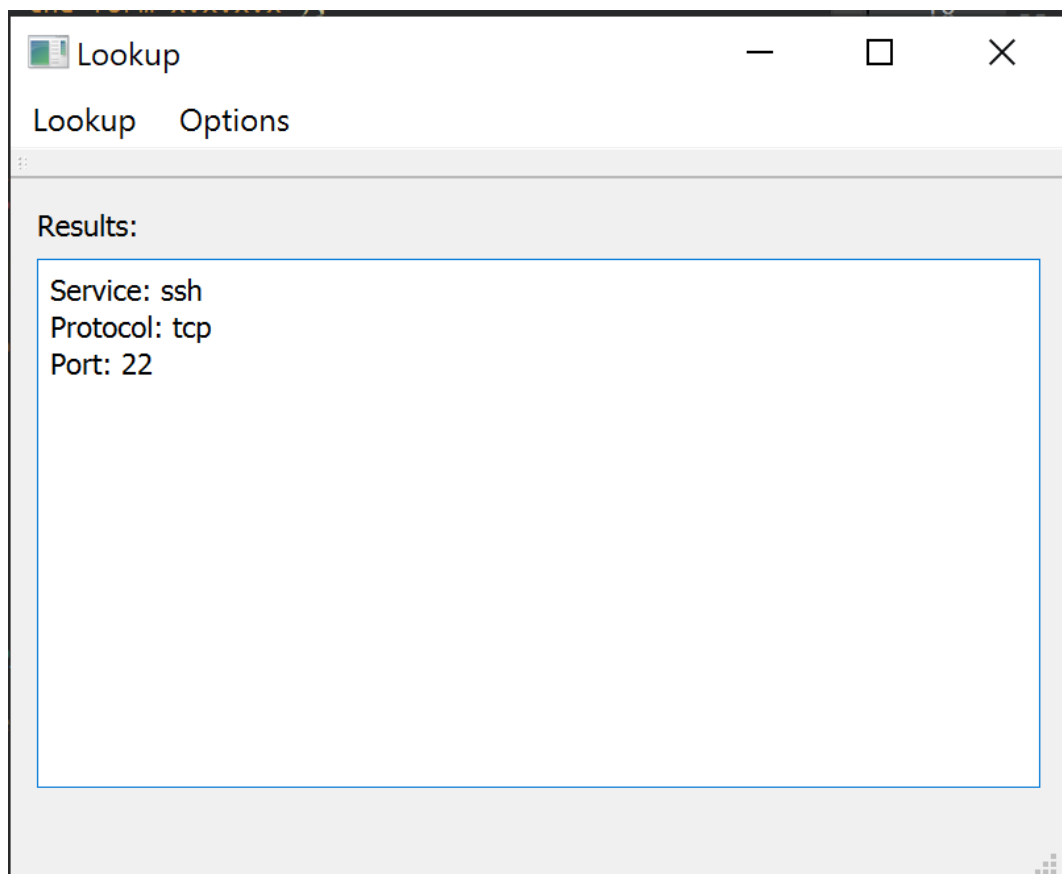 Lookup
Lookup Options
Results:
Service: ssh
Protocol: tcp
Port: 22